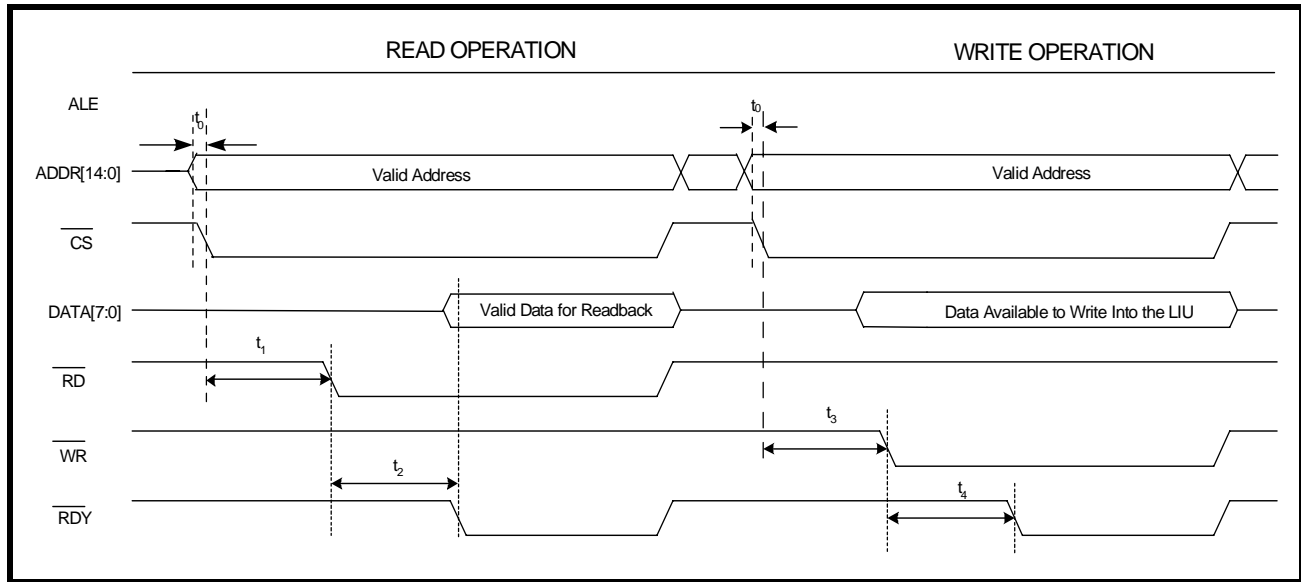 READ OPERATION
WRITE OPERATION
ALE
t0
t0
ADDR[14:0]
Valid Address
Valid Address
CS
DATA[7:0]
Valid Data for Readback
Data Available to Write Into the LIU
t1
RD
t3
WR
t2
t4
RDY